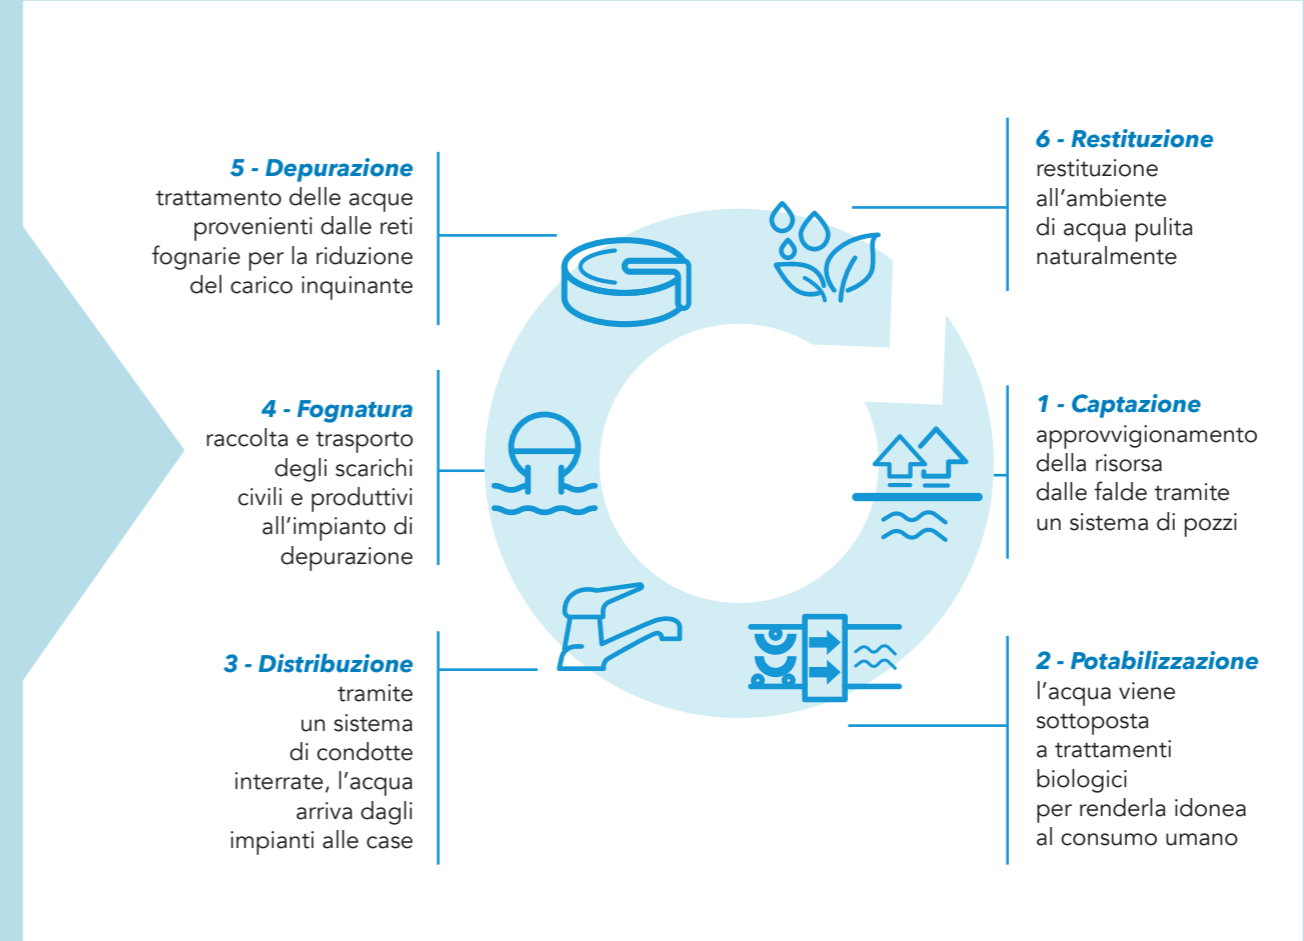 5 - Depurazione
trattamento delle acque
provenienti dalle reti
fognarie per la riduzione
del carico inquinante
6 - Restituzione
restituzione
all’ambiente
di acqua pulita
naturalmente
4 - Fognatura
raccolta e trasporto
degli scarichi
civili e produttivi
all’impianto di
depurazione
1 - Captazione
approvvigionamento
della risorsa
dalle falde tramite
un sistema di pozzi
3 - Distribuzione
tramite
un sistema
di condotte
interrate, l’acqua
arriva dagli
impianti alle case
2 - Potabilizzazione
l’acqua viene
sottoposta
a trattamenti
biologici
per renderla idonea
al consumo umano